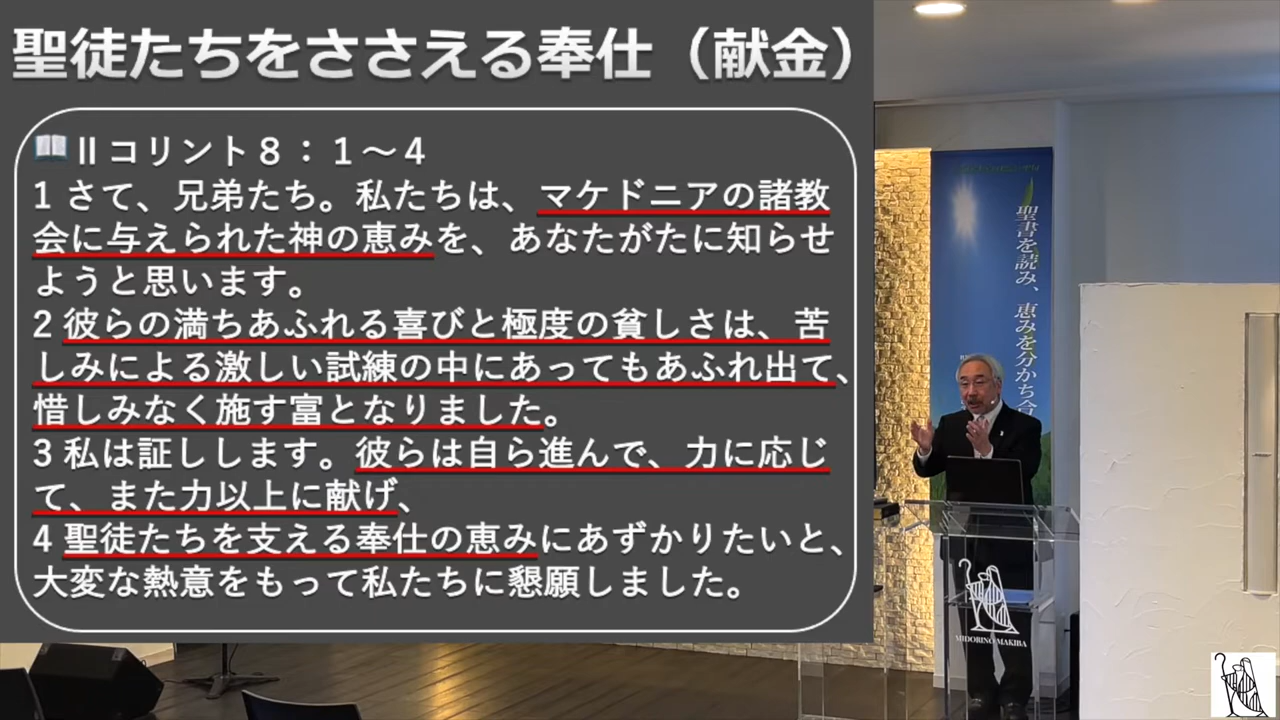 聖徒たちをささえる奉仕（献金）
Ⅱコリント８：１〜４
1 さて、兄弟たち。私たちは、マケドニアの諸教
会に与えられた神の恵みを、あなたがたに知らせ
ようと思います。
2 彼らの満ちあふれる喜びと極度の貧しさは、苦
しみによる激しい試練の中にあってもあふれ出て、
惜しみなく施す富となりました。
3 私は証しします。彼らは自ら進んで、力に応じ
て、また力以上に献げ、
4 聖徒たちを支える奉仕の恵みにあずかりたいと、
大変な熱意をもって私たちに懇願しました。
聖書を読み、恵みを分かち合
MIDORINO MAKIBA